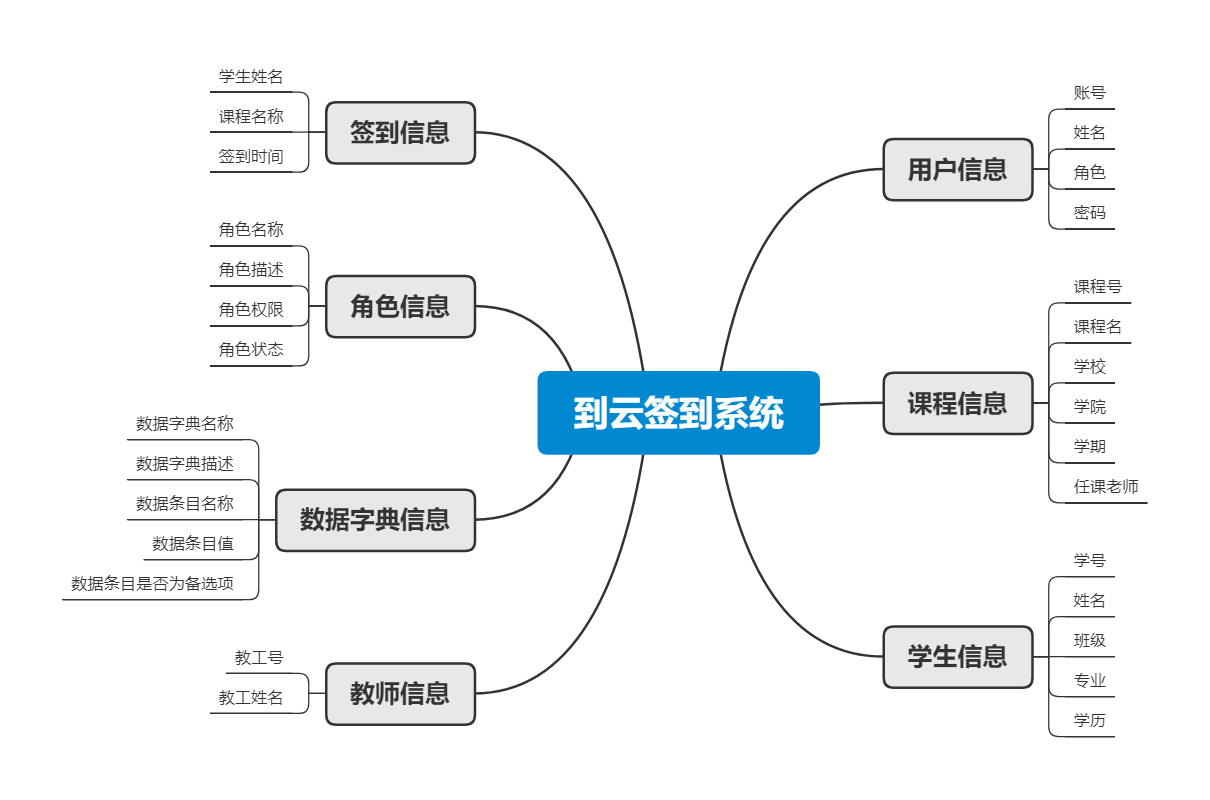 到云签到系统
签到信息
学生姓名
课程名称
签到时间
角色信息
角色名称
角色描述
角色权限
角色状态
数据字典信息
数据字典名称
数据字典描述
数据条目名称
数据条目值
数据条目是否为备选项
教师信息
教工号
教工姓名
用户信息
账号
姓名
角色
密码
课程信息
课程号
课程名
学校
学院
学期
任课老师
学生信息
学号
姓名
班级
专业
学历